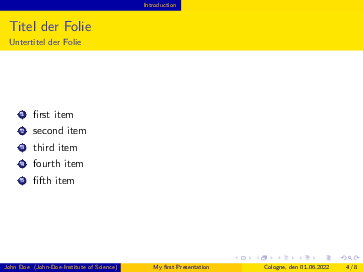 Introduction
Titel der Folie
Untertitel der Folie
first item
second item
third item
fourth item
fifth item
John Doe (John-Doe-Institute of Science) My first Presentation Cologne, den 01.06.2022 4 / 8